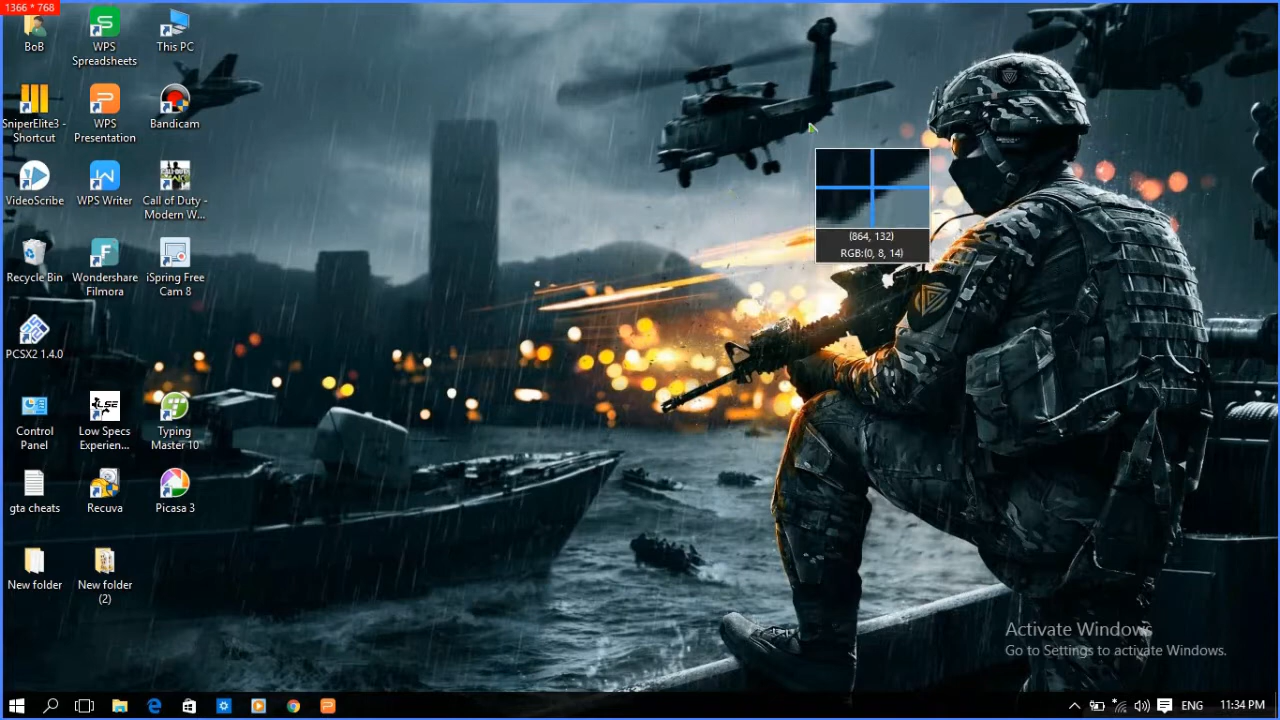 1366 * 768
BoB
WPS
Spreadsheets
This PC
SniperElite3 -
Shortcut
WPS
Presentation
Bandicam
VideoScribe
WPS Writer
Call of Duty -
Modern W...
Recycle Bin
Wondershare
Filmora
iSpring Free
Cam 8
PCSX2 1.4.0
Control
Panel
Low Specs
Experien...
Typing
Master 10
gta cheats
Recuva
Picasa 3
New folder
New folder
(2)
(864, 132)
RGB:(0, 8, 14)
Activate Windows
Go to Settings to activate Windows.
ENG
11:34 PM